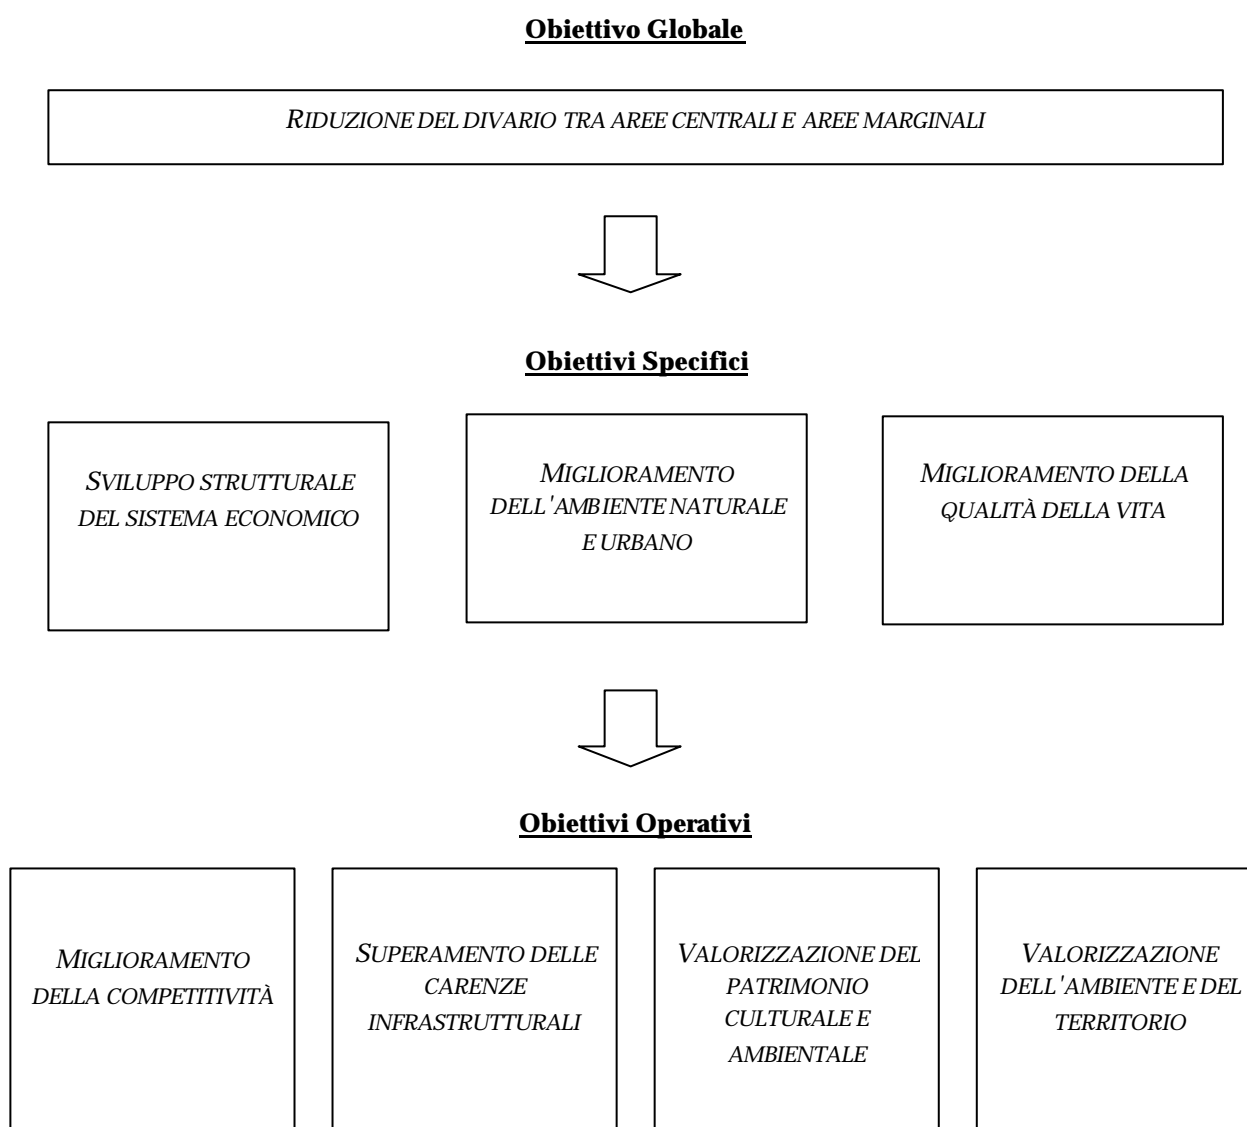 Obiettivo Globale
RIDUZIONE DEL DIVARIO TRA AREE CENTRALI E AREE MARGINALI
Obiettivi Specifici
SVILUPPO STRUTTURALE
DEL SISTEMA ECONOMICO
MIGLIORAMENTO
DELL'AMBIENTE NATURALE
E URBANO
MIGLIORAMENTO DELLA
QUALITÀ DELLA VITA
Obiettivi Operativi
MIGLIORAMENTO
DELLA COMPETITIVITÀ
SUPERAMENTO DELLE
CARENZE
INFRASTRUTTURALI
VALORIZZAZIONE DEL
PATRIMONIO
CULTURALE E
AMBIENTALE
VALORIZZAZIONE
DELL'AMBIENTE E DEL
TERRITORIO